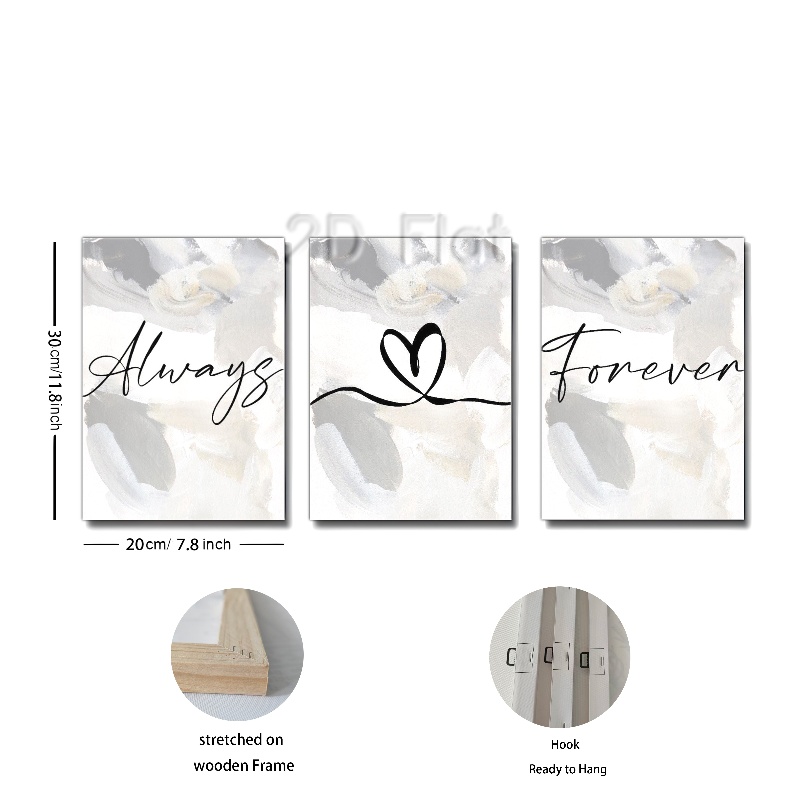 2D Flat
Always
Forever
30cm/11.8inch
20cm/ 7.8 inch
stretched on
wooden Frame
Hook
Ready to Hang